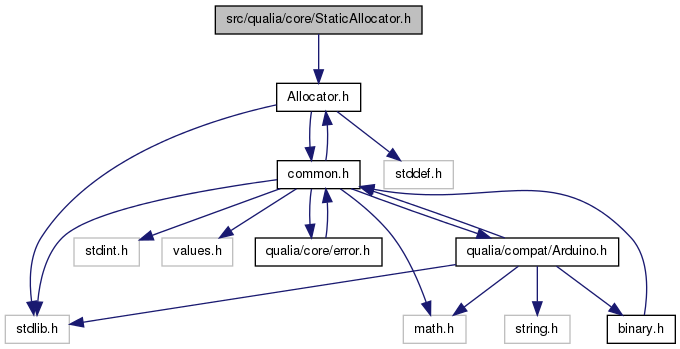 src/qualia/core/StaticAllocator.h
Allocator.h
common.h
stddef.h
stdint.h
values.h
qualia/core/error.h
qualia/compat/Arduino.h
stdlib.h
math.h
string.h
binary.h